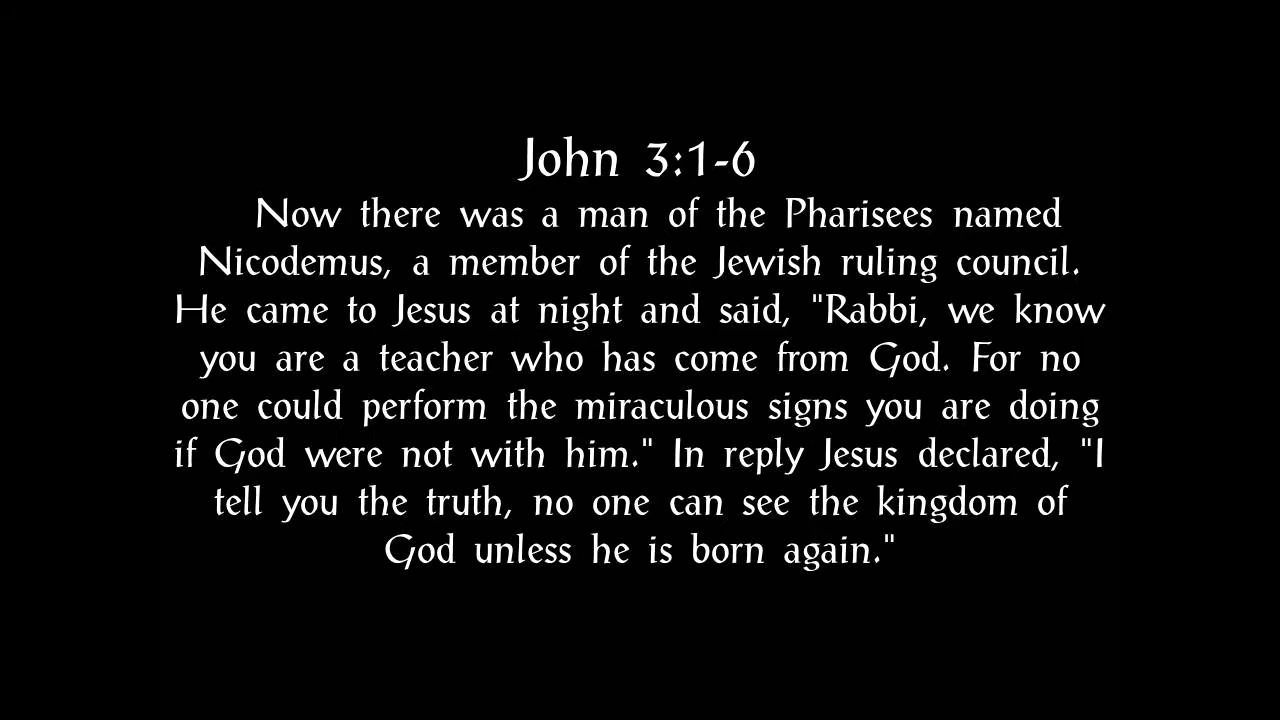 John 3:1-6
Now there was a man of the Pharisees named
Nicodemus, a member of the Jewish ruling council.
He came to Jesus at night and said, "Rabbi, we know
you are a teacher who has come from God. For no
one could perform the miraculous signs you are doing
if God were not with him." In reply Jesus declared, "I
tell you the truth, no one can see the kingdom of
God unless he is born again."